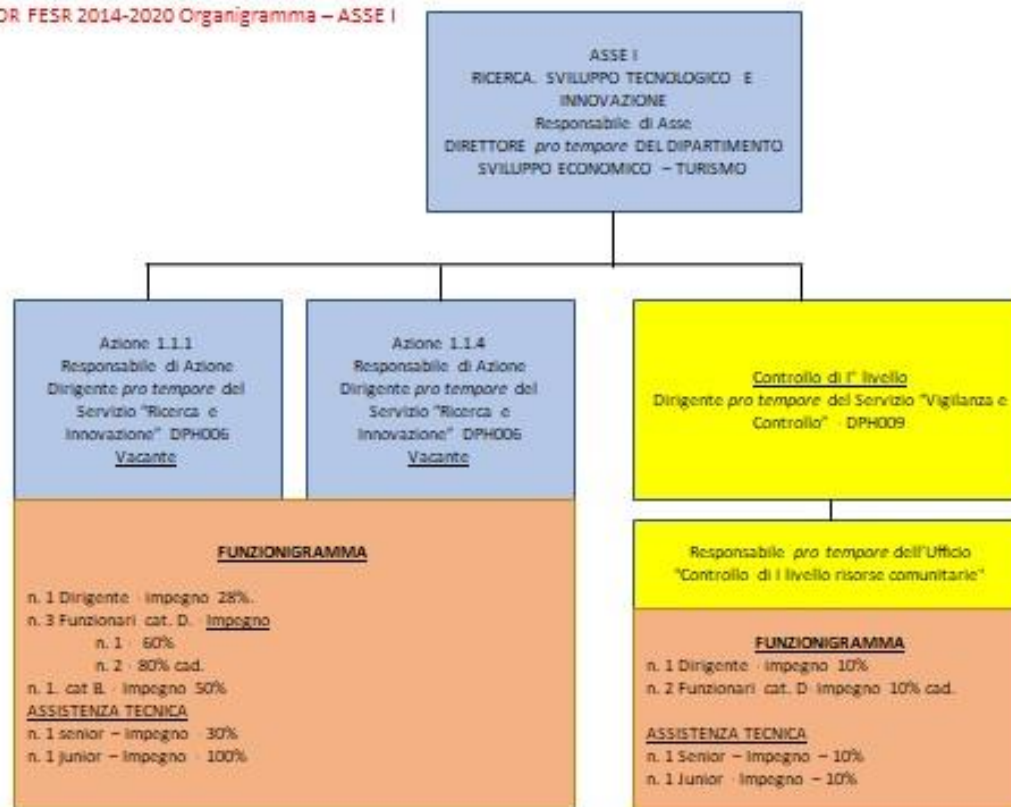 OR FESR 2014-2020 Organigramma – ASSE I
ASSE I
RICERCA. SVILUPPO TECNOLOGICO E
INNOVAZIONE
Responsabile di Asse
DIRETTORE pro tempore DEL DIPARTIMENTO
SVILUPPO ECONOMICO – TURISMO
Azione 1.1.1
Responsabile di Azione
Dirigente pro tempore del
Servizio "Ricerca e
Innovazione" DPH006
Vacante
Azione 1.1.4
Responsabile di Azione
Dirigente pro tempore del
Servizio "Ricerca e
Innovazione" DPH006
Vacante
Controllo di I° livello
Dirigente pro tempore del Servizio "Vigilanza e
Controllo" - DPH009
Responsabile pro tempore dell'Ufficio
"Controllo di I livello risorse comunitarie"
FUNZIONIGRAMMA
n. 1 Dirigente - impegno 28%.
n. 3 Funzionari cat. D. - Impegno
n. 1 - 60%
n. 2 - 80% cad.
n. 1. cat B. - Impegno 50%
ASSISTENZA TECNICA
n. 1 senior – Impegno - 30%
n. 1 junior – Impegno - 100%
FUNZIONIGRAMMA
n. 1 Dirigente - impegno 10%
n. 2 Funzionari cat. D Impegno 10% cad.
ASSISTENZA TECNICA
n. 1 Senior – Impegno – 10%
n. 1 Junior - Impegno – 10%